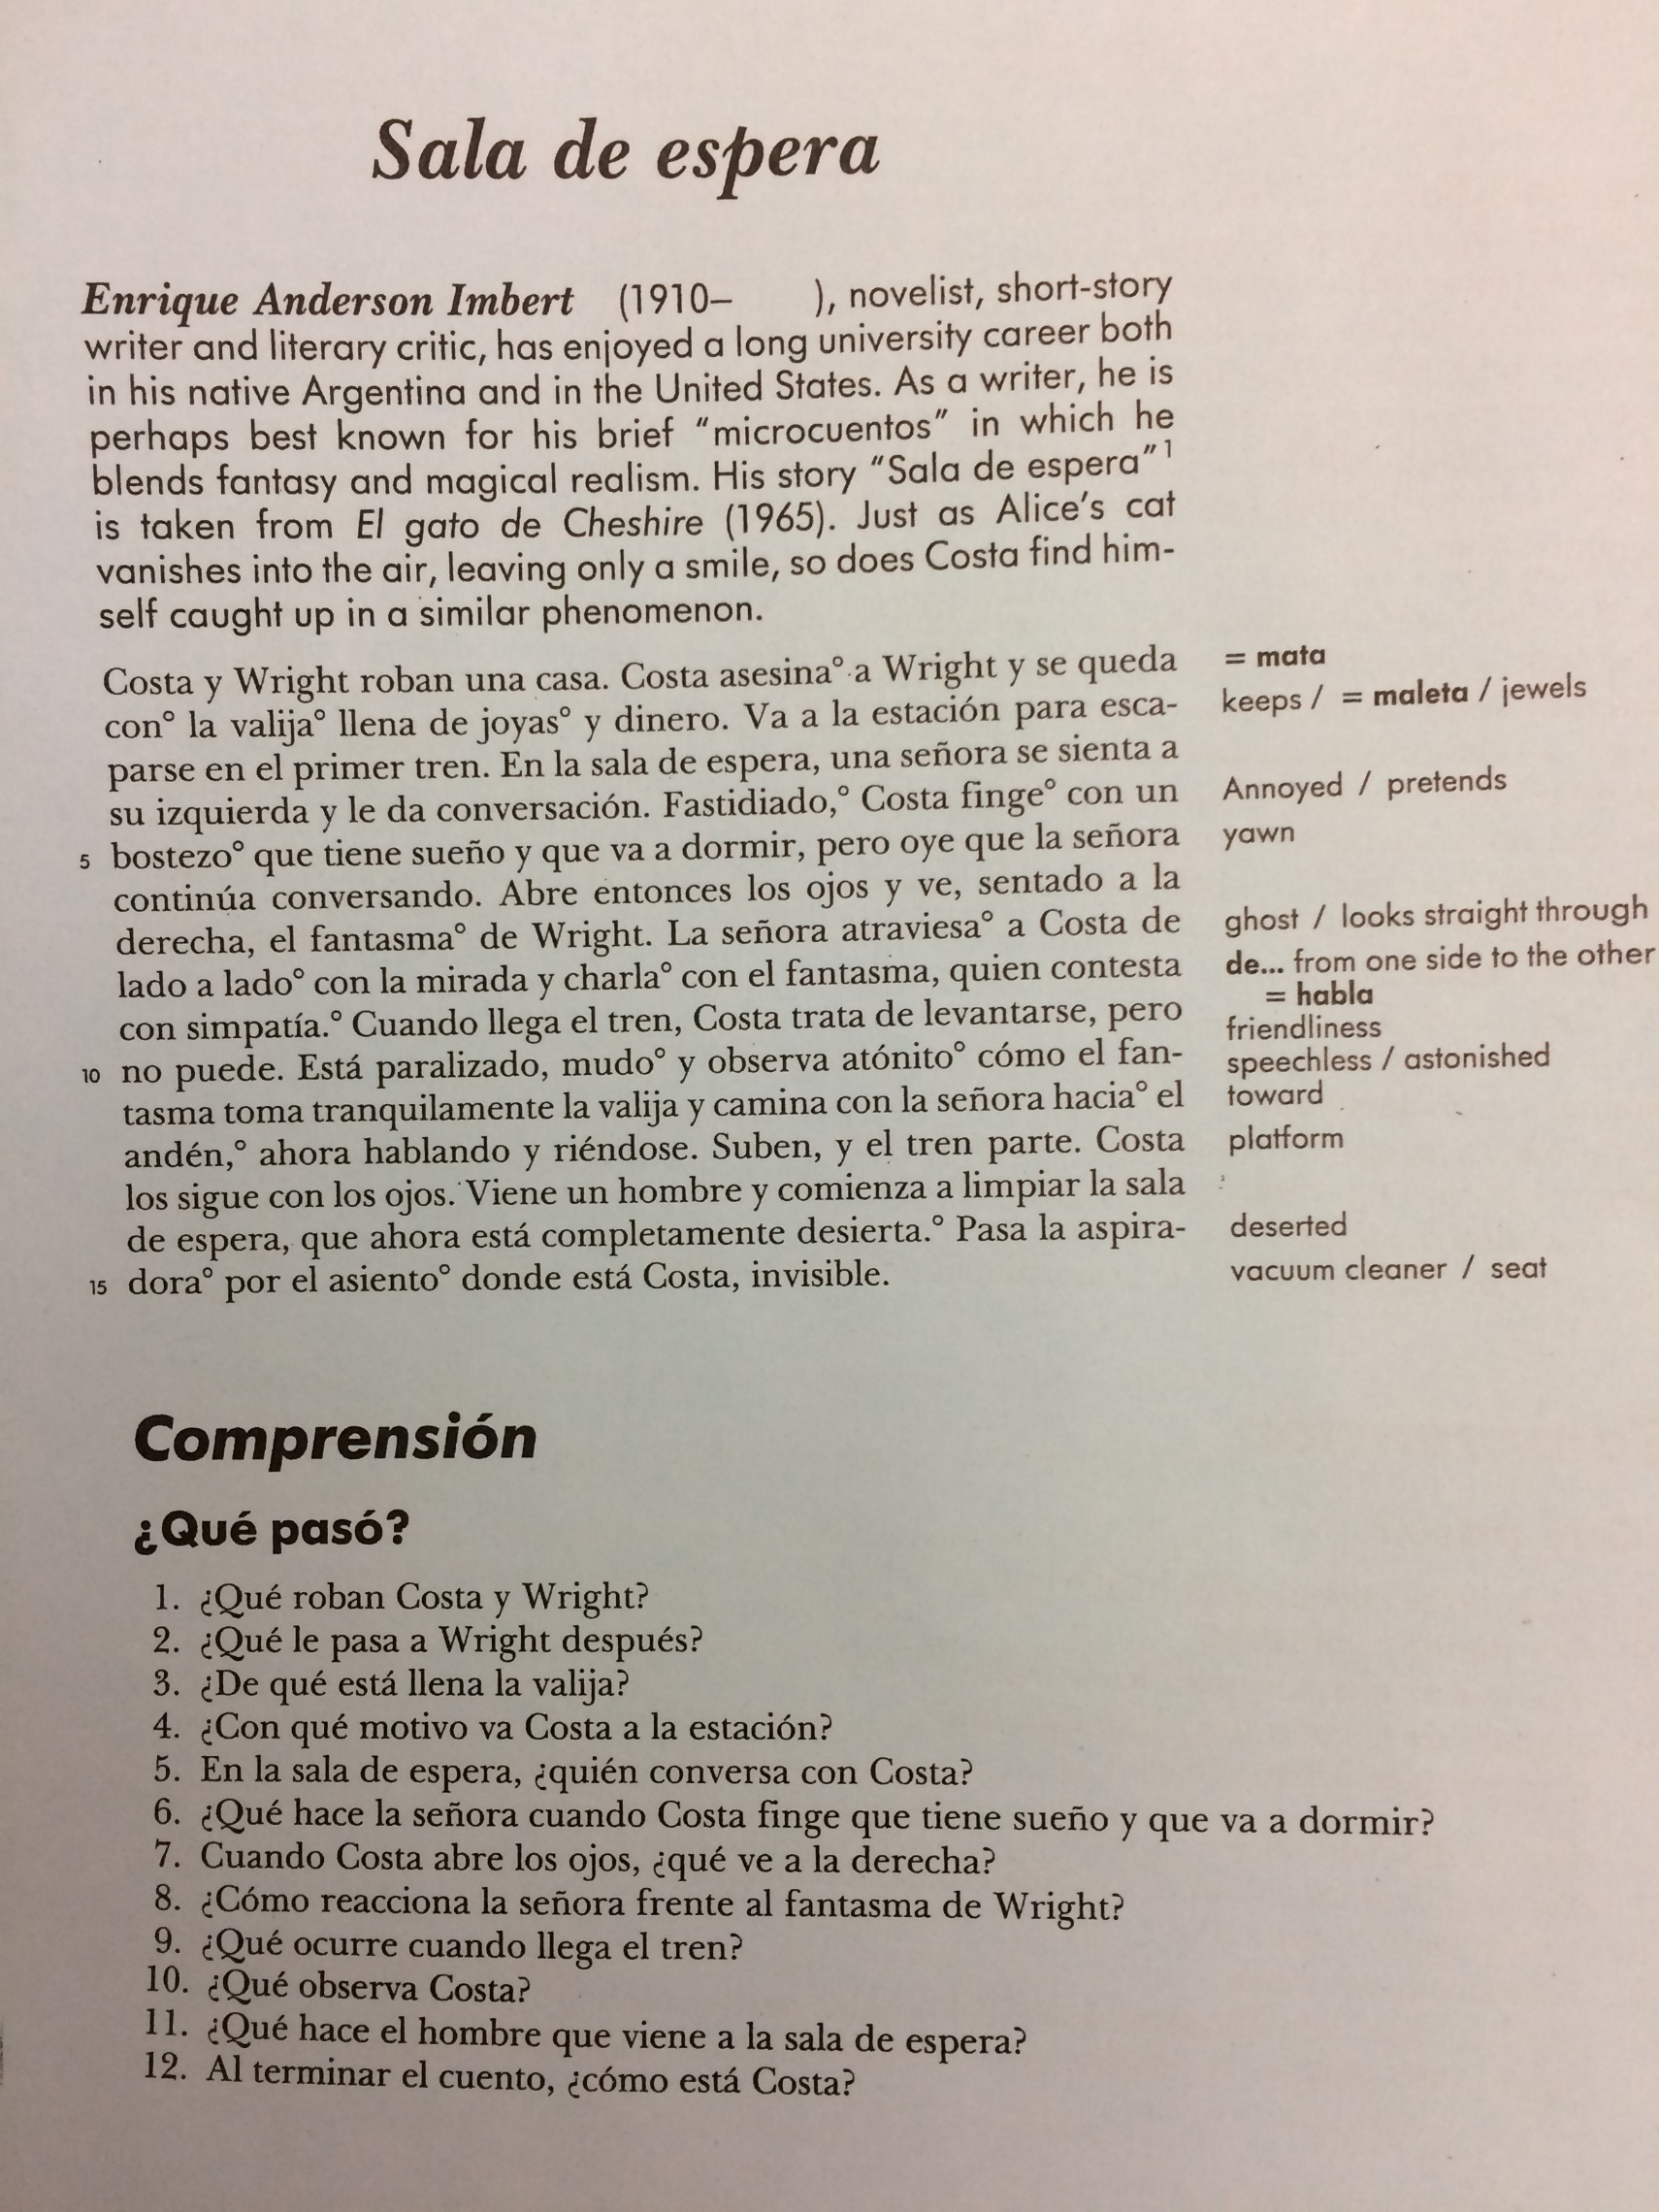 Sala de espera
Enrique Anderson Imbert (1910– ), novelist, short-story
writer and literary critic, has enjoyed a long university career both
in his native Argentina and in the United States. As a writer, he is
perhaps best known for his brief “microcuentos” in which he
blends fantasy and magical realism. His story “Sala de espera”¹
is taken from El gato de Cheshire (1965). Just as Alice’s cat
vanishes into the air, leaving only a smile, so does Costa find him-
self caught up in a similar phenomenon.
Costa y Wright roban una casa. Costa asesina° a Wright y se queda = mata
con° la valija° llena de joyas° y dinero. Va a la estación para esca- keeps / = maleta / jewels
parse en el primer tren. En la sala de espera, una señora se sienta a
su izquierda y le da conversación. Fastidiado,° Costa finge° con un Annoyed / pretends
5 bostezo° que tiene sueño y que va a dormir, pero oye que la señora yawn
continúa conversando. Abre entonces los ojos y ve, sentado a la
derecha, el fantasma° de Wright. La señora atraviesa° a Costa de ghost / looks straight through
lado a lado° con la mirada y charla° con el fantasma, quien contesta de... from one side to the other
= habla
con simpatía.° Cuando llega el tren, Costa trata de levantarse, pero friendliness
10 no puede. Está paralizado, mudo° y observa atónito° cómo el fan- speechless / astonished
tasma toma tranquilamente la valija y camina con la señora hacia° el toward
andén,° ahora hablando y riéndose. Suben, y el tren parte. Costa platform
los sigue con los ojos. Viene un hombre y comienza a limpiar la sala
de espera, que ahora está completamente desierta.° Pasa la aspira- deserted
15 dora° por el asiento° donde está Costa, invisible. vacuum cleaner / seat
Comprensión
¿Qué pasó?
1. ¿Qué roban Costa y Wright?
2. ¿Qué le pasa a Wright después?
3. ¿De qué está llena la valija?
4. ¿Con qué motivo va Costa a la estación?
5. En la sala de espera, ¿quién conversa con Costa?
6. ¿Qué hace la señora cuando Costa finge que tiene sueño y que va a dormir?
7. Cuando Costa abre los ojos, ¿qué ve a la derecha?
8. ¿Cómo reacciona la señora frente al fantasma de Wright?
9. ¿Qué ocurre cuando llega el tren?
10. ¿Qué observa Costa?
11. ¿Qué hace el hombre que viene a la sala de espera?
12. Al terminar el cuento, ¿cómo está Costa?